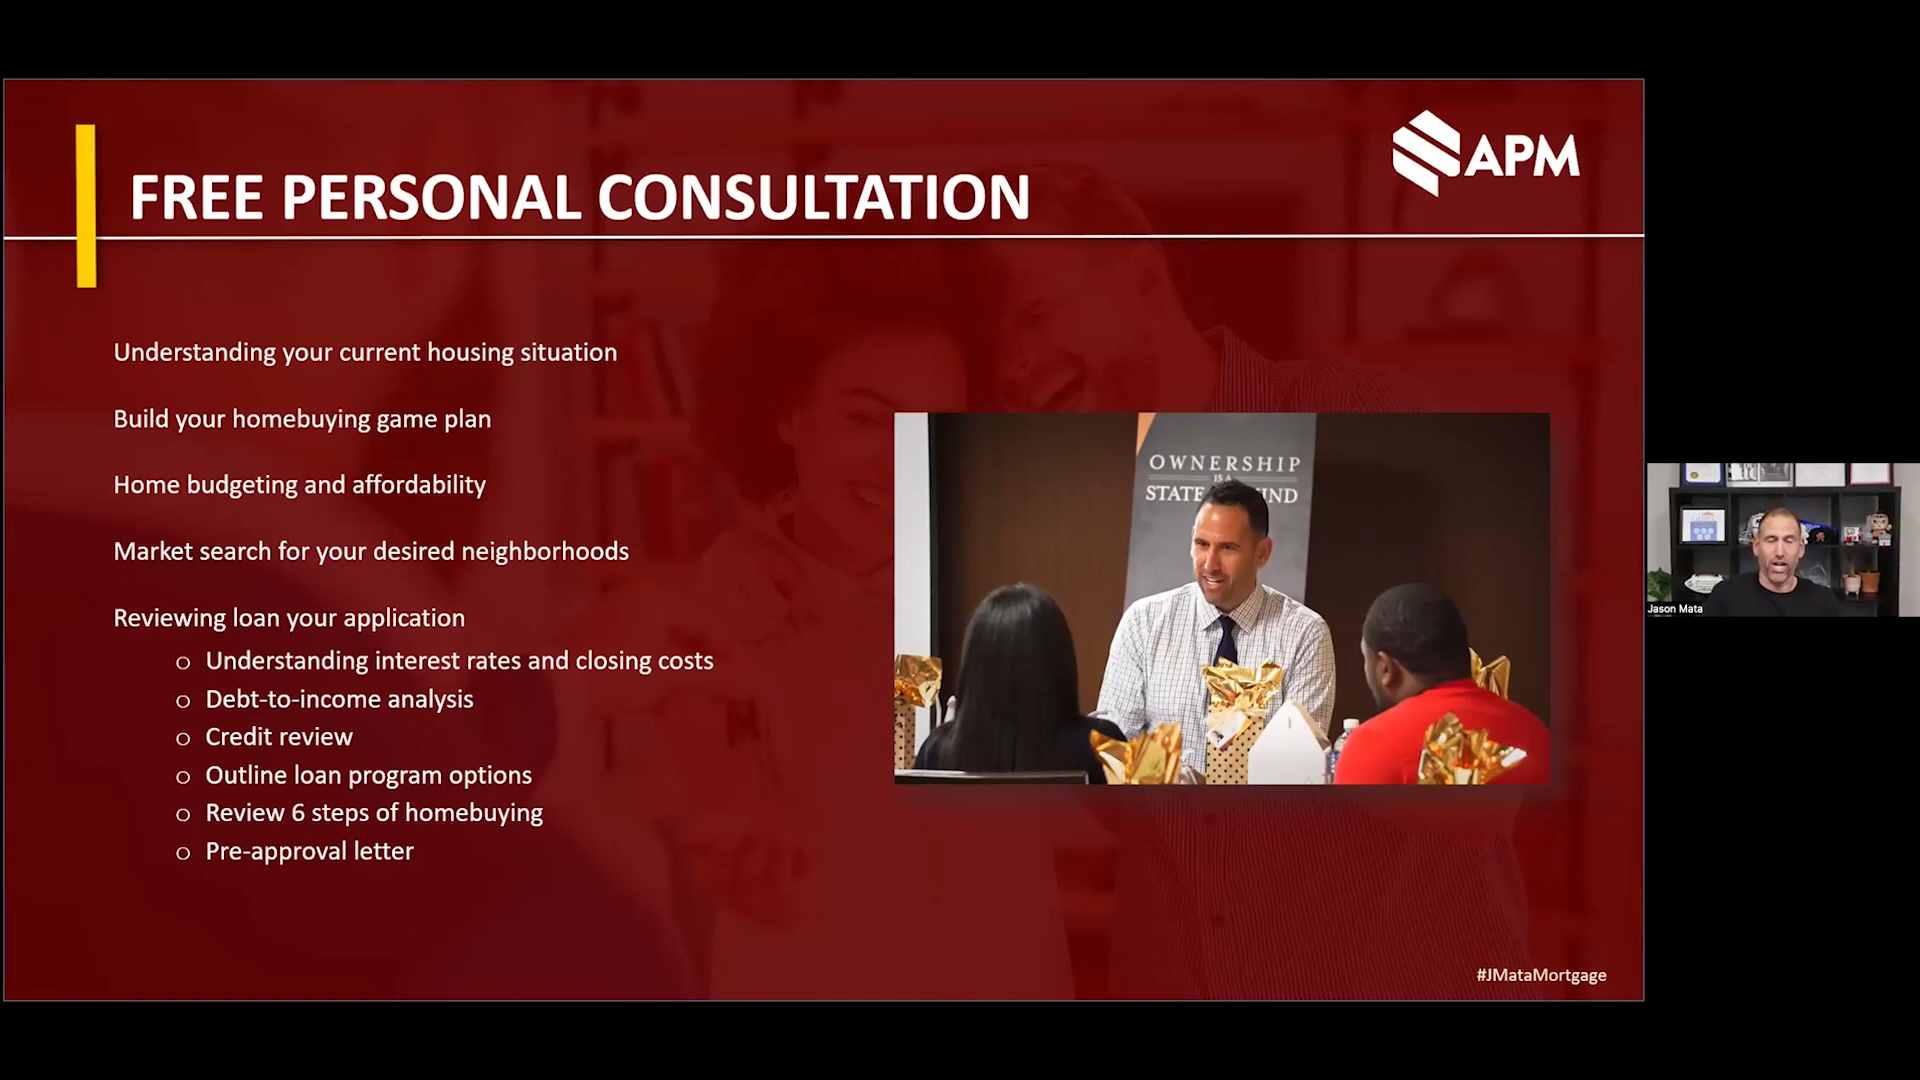 APM
FREE PERSONAL CONSULTATION
Understanding your current housing situation
Build your homebuying game plan
Home budgeting and affordability
Market search for your desired neighborhoods
Reviewing loan your application
o Understanding interest rates and closing costs
o Debt-to-income analysis
o Credit review
o Outline loan program options
o Review 6 steps of homebuying
o Pre-approval letter
OWNERSHIP
IS A
STATE
IND
Jason Mata
#JMataMortgage